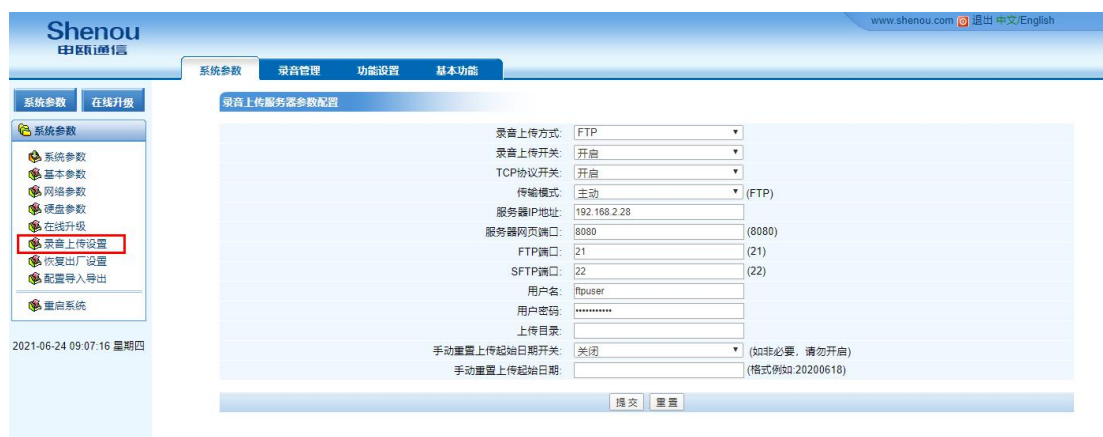 Shenou
申瓯通信
www.shenou.com 退出 中文/English
系统参数 录音管理 功能设置 基本功能
系统参数 在线升级
系统参数
系统参数
基本参数
网络参数
硬盘参数
在线升级
录音上传设置
恢复出厂设置
配置导入导出
重启系统
2021-06-24 09:07:16 星期四
录音上传服务器参数配置
录音上传方式: FTP
录音上传开关: 开启
TCP协议开关: 开启
传输模式: 主动 (FTP)
服务器IP地址: 192.168.2.28
服务器网页端口: 8080 (8080)
FTP端口: 21 (21)
SFTP端口: 22 (22)
用户名: ftpuser
用户密码: •••••••••••
上传目录:
手动重置上传起始日期开关: 关闭 (如非必要，请勿开启)
手动重置上传起始日期: (格式例如:20200618)
提交 重置